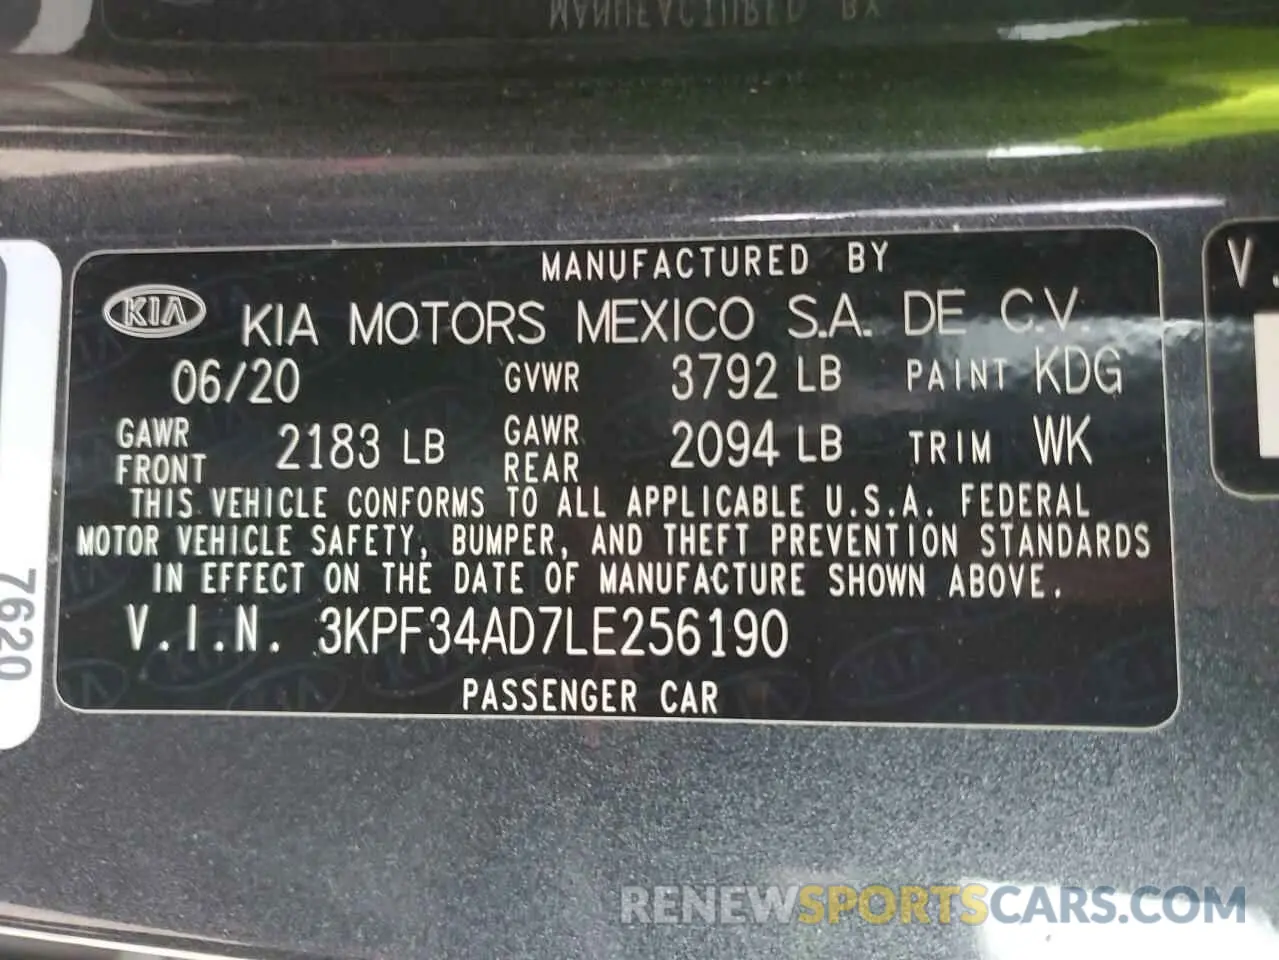 MANUFACTURED BY
KIA KIA MOTORS MEXICO S.A. DE C.V.
06/20 GVWR 3792 LB PAINT KDG
GAWR FRONT 2183 LB GAWR REAR 2094 LB TRIM WK
THIS VEHICLE CONFORMS TO ALL APPLICABLE U.S.A. FEDERAL
MOTOR VEHICLE SAFETY, BUMPER, AND THEFT PREVENTION STANDARDS
IN EFFECT ON THE DATE OF MANUFACTURE SHOWN ABOVE.
V.I.N. 3KPF34AD7LE256190
PASSENGER CAR
7620
RENEWSPORTSCARS.COM